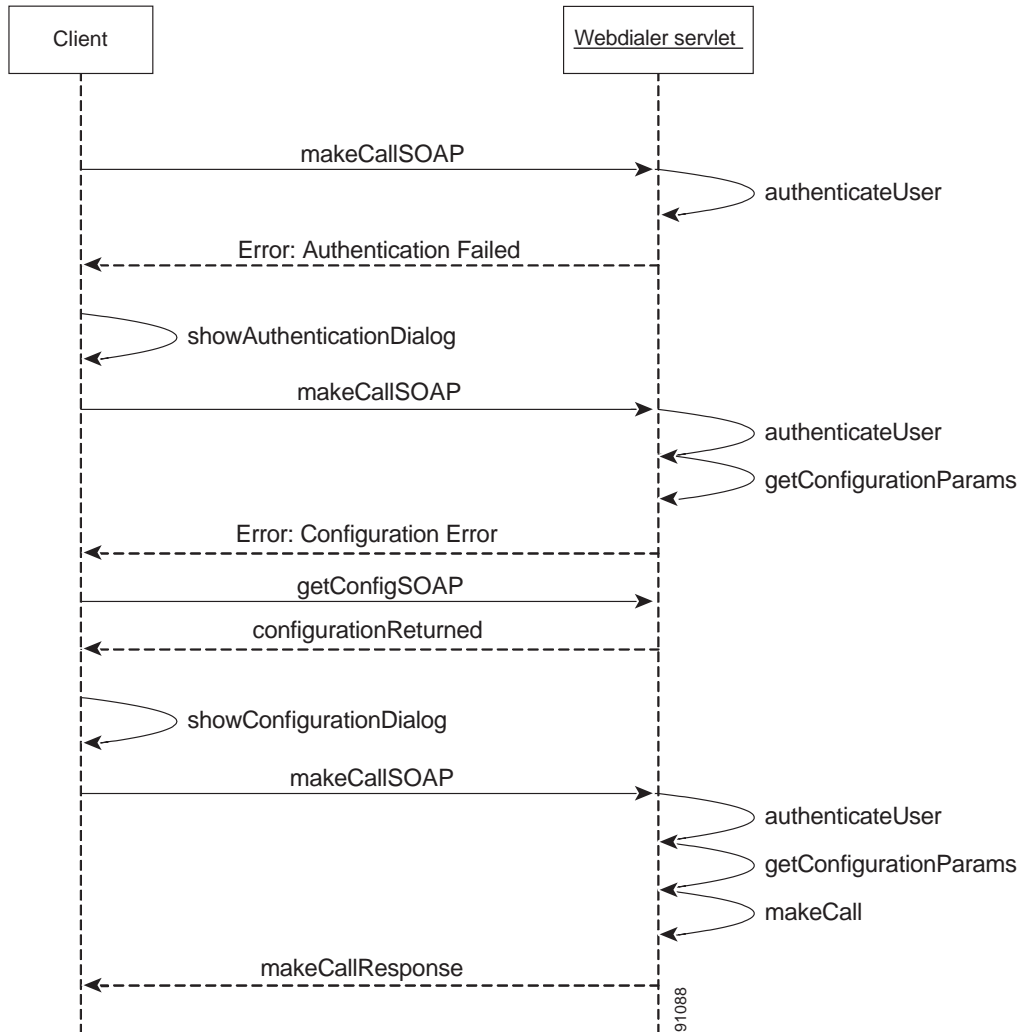 Client
Webdialer servlet
makeCallSOAP
authenticateUser
Error: Authentication Failed
showAuthenticationDialog
makeCallSOAP
authenticateUser
getConfigurationParams
Error: Configuration Error
getConfigSOAP
configurationReturned
showConfigurationDialog
makeCallSOAP
authenticateUser
getConfigurationParams
makeCall
makeCallResponse
91088